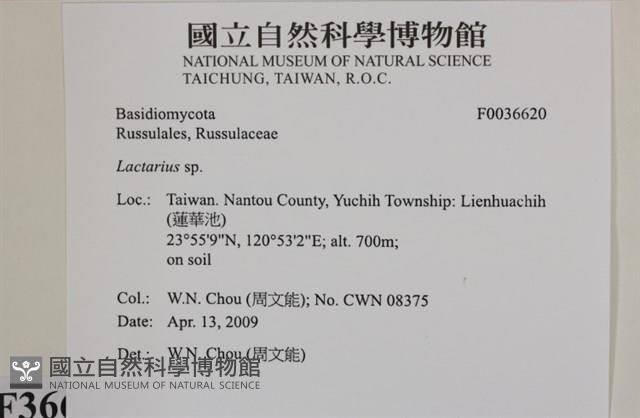 國立自然科學博物館
NATIONAL MUSEUM OF NATURAL SCIENCE
TAICHUNG, TAIWAN, R.O.C.
Basidiomycota F0036620
Russulales, Russulaceae
Lactarius sp.
Loc.: Taiwan. Nantou County, Yuchih Township: Lienhuachih
(蓮華池)
23°55'9"N, 120°53'2"E; alt. 700m;
on soil
Col.: W.N. Chou (周文能); No. CWN 08375
Date: Apr. 13, 2009
Det.: W.N. Chou (周文能)
國立自然科學博物館
NATIONAL MUSEUM OF NATURAL SCIENCE
F36